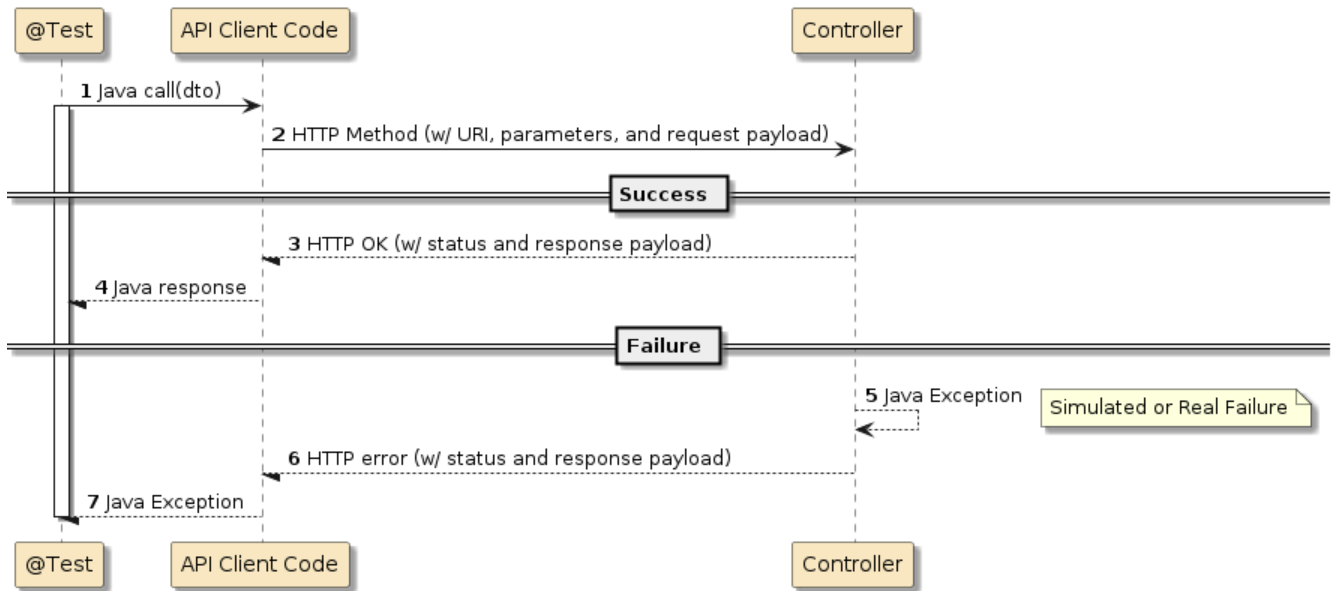 @Test
API Client Code
Controller
1 Java call(dto)
2 HTTP Method (w/ URI, parameters, and request payload)
Success
3 HTTP OK (w/ status and response payload)
4 Java response
Failure
5 Java Exception
Simulated or Real Failure
6 HTTP error (w/ status and response payload)
7 Java Exception
@Test
API Client Code
Controller